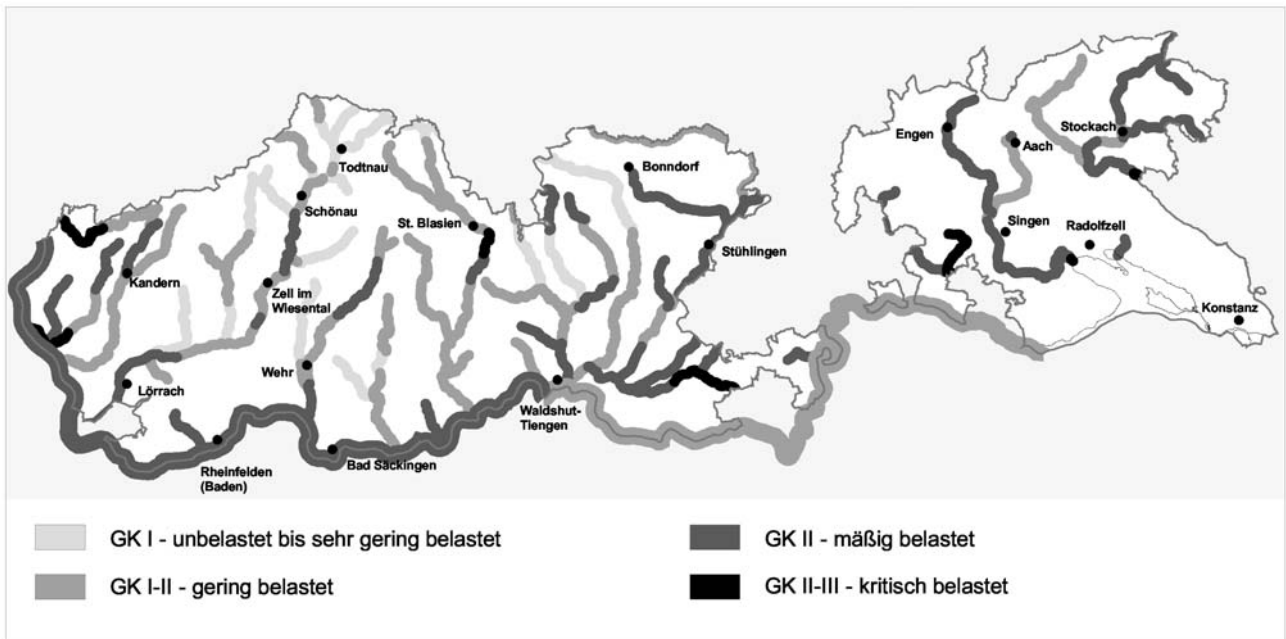 Engen
Stockach
Aach
Todtnau
Bonndorf
Schönau
St. Blasien
Singen
Radolfzell
Stühlingen
Kandern
Zell im
Wiesental
Konstanz
Wehr
Lörrach
Waldshut-
Tiengen
Rheinfelden
(Baden)
Bad Säckingen
GK I - unbelastet bis sehr gering belastet
GK II - mäßig belastet
GK I-II - gering belastet
GK II-III - kritisch belastet